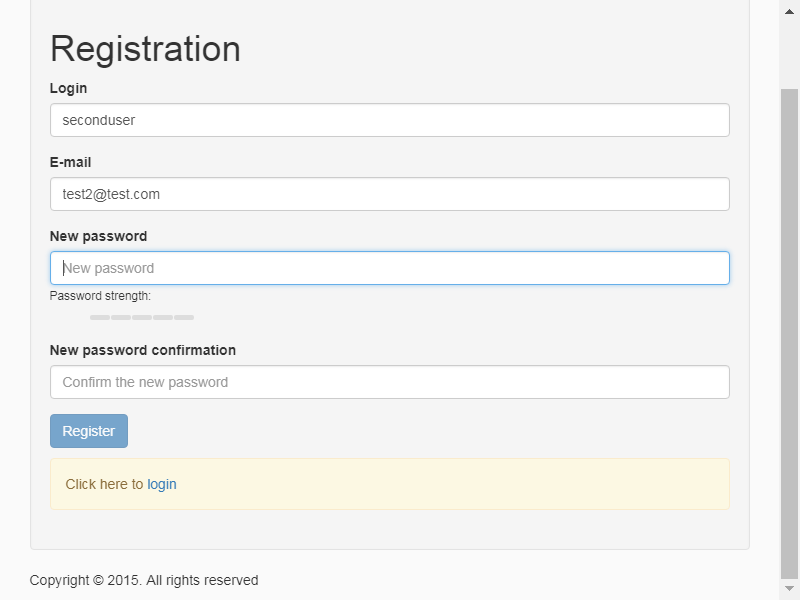 Registration
Login
seconduser
E-mail
test2@test.com
New password
New password
Password strength:
New password confirmation
Confirm the new password
Register
Click here to login
Copyright © 2015. All rights reserved